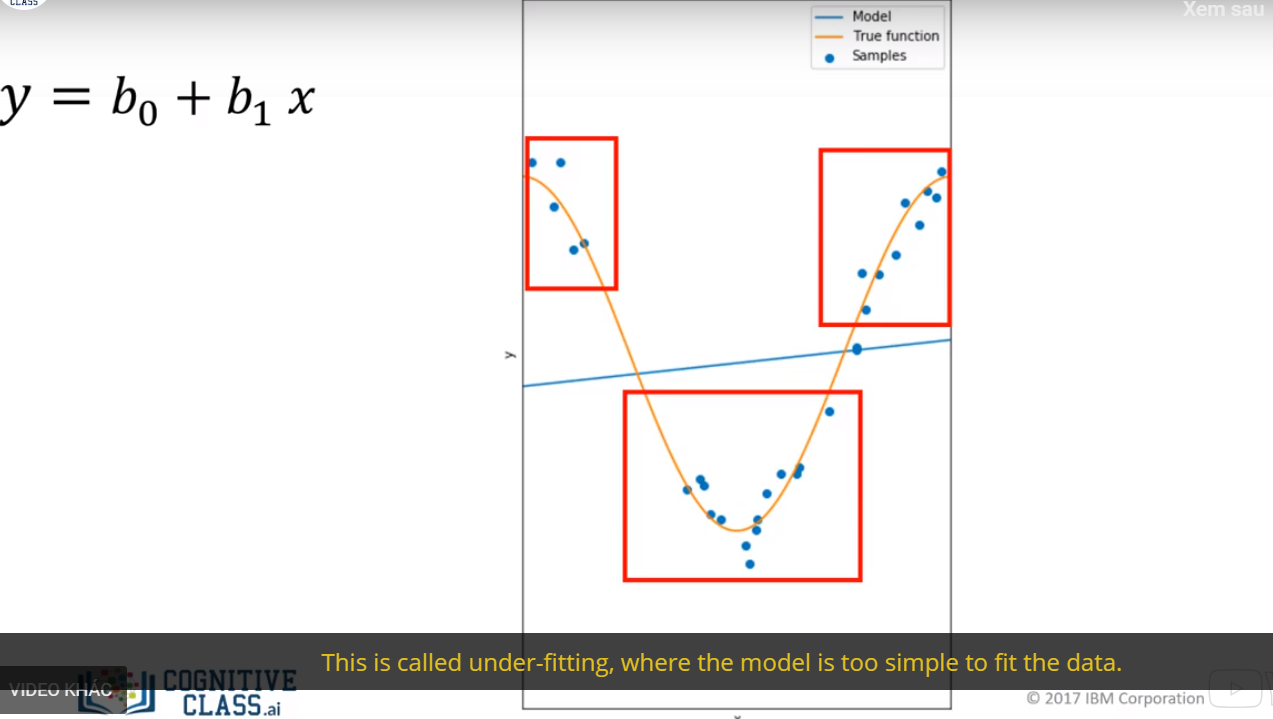 CLASS
Xem sau
Model
True function
Samples
y = b₀ + b₁ x
y
This is called under-fitting, where the model is too simple to fit the data.
VIDEO KHÁC
COGNITIVE
CLASS.ai
© 2017 IBM Corporation